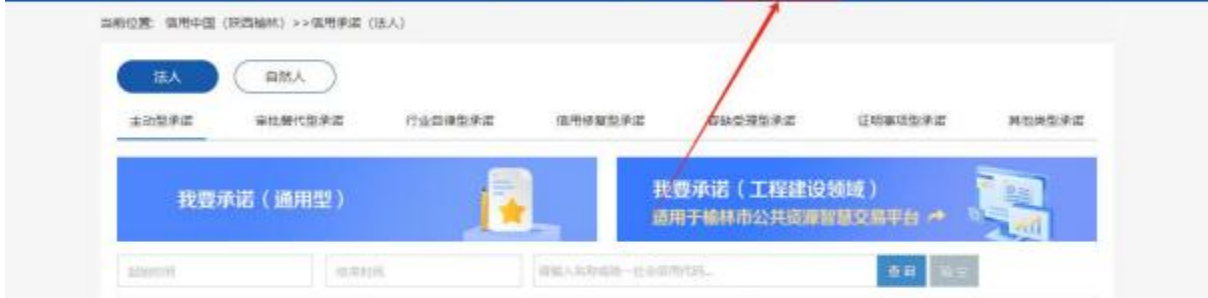 当前位置: 信用中国（陕西榆林）>>信用承诺（法人）
法人 自然人
主动型承诺 审批替代型承诺 行业自律型承诺 信用修复型承诺 容缺受理型承诺 证明事项型承诺 其他类型承诺
我要承诺（通用型）
我要承诺（工程建设领域）
适用于榆林市公共资源智慧交易平台
起始时间 结束时间 请输入名称或统一社会信用代码... 查询